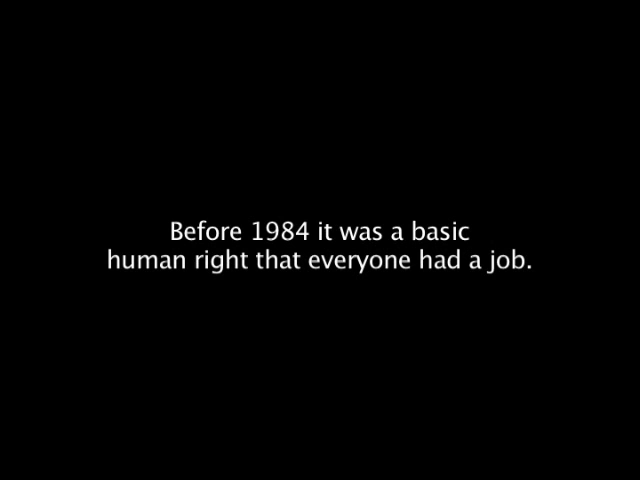 Before 1984 it was a basic
human right that everyone had a job.